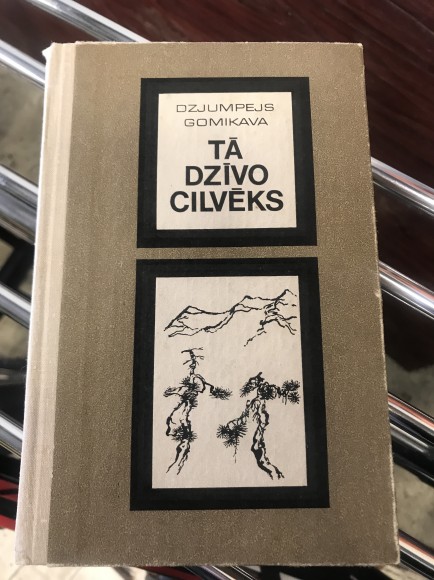 DZJUMPEJS
GOMIKAVA
TĀ
DZĪVO
CILVĒKS